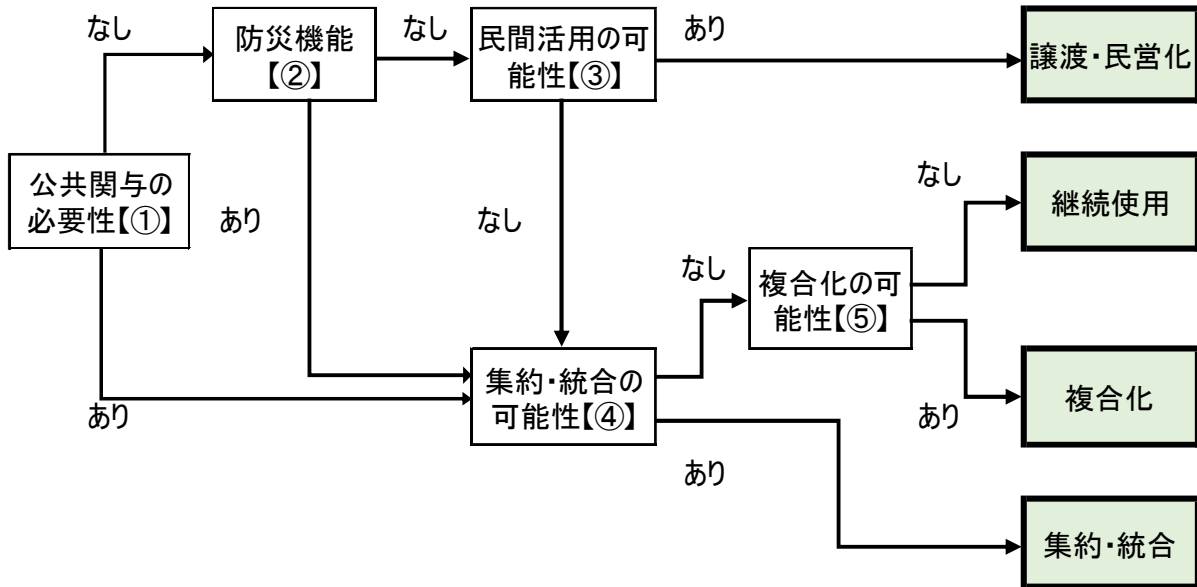 なし
防災機能
【②】
なし
民間活用の可
能性【③】
あり
譲渡・民営化
公共関与の
必要性【①】
あり
なし
なし
継続使用
なし
複合化の可
能性【⑤】
集約・統合の
可能性【④】
あり
あり
複合化
あり
集約・統合